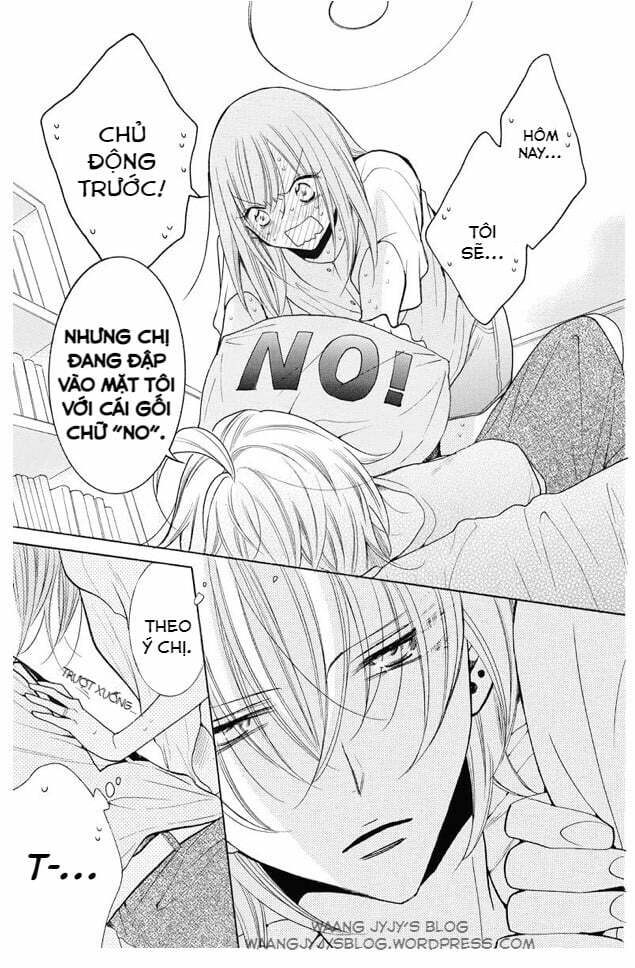 HÔM
NAY...
TÔI
SẼ...
CHỦ
ĐỘNG
TRƯỚC!
NO!
NHƯNG CHỊ
ĐANG ĐẬP
VÀO MẶT TÔI
VỚI CÁI GỐI
CHỮ "NO".
THEO
Ý CHỊ.
TRƯỢT XUỐNG...
T-...
WAANG JYJY'S BLOG
WAANGJYJYSBLOG.WORDPRESS.COM